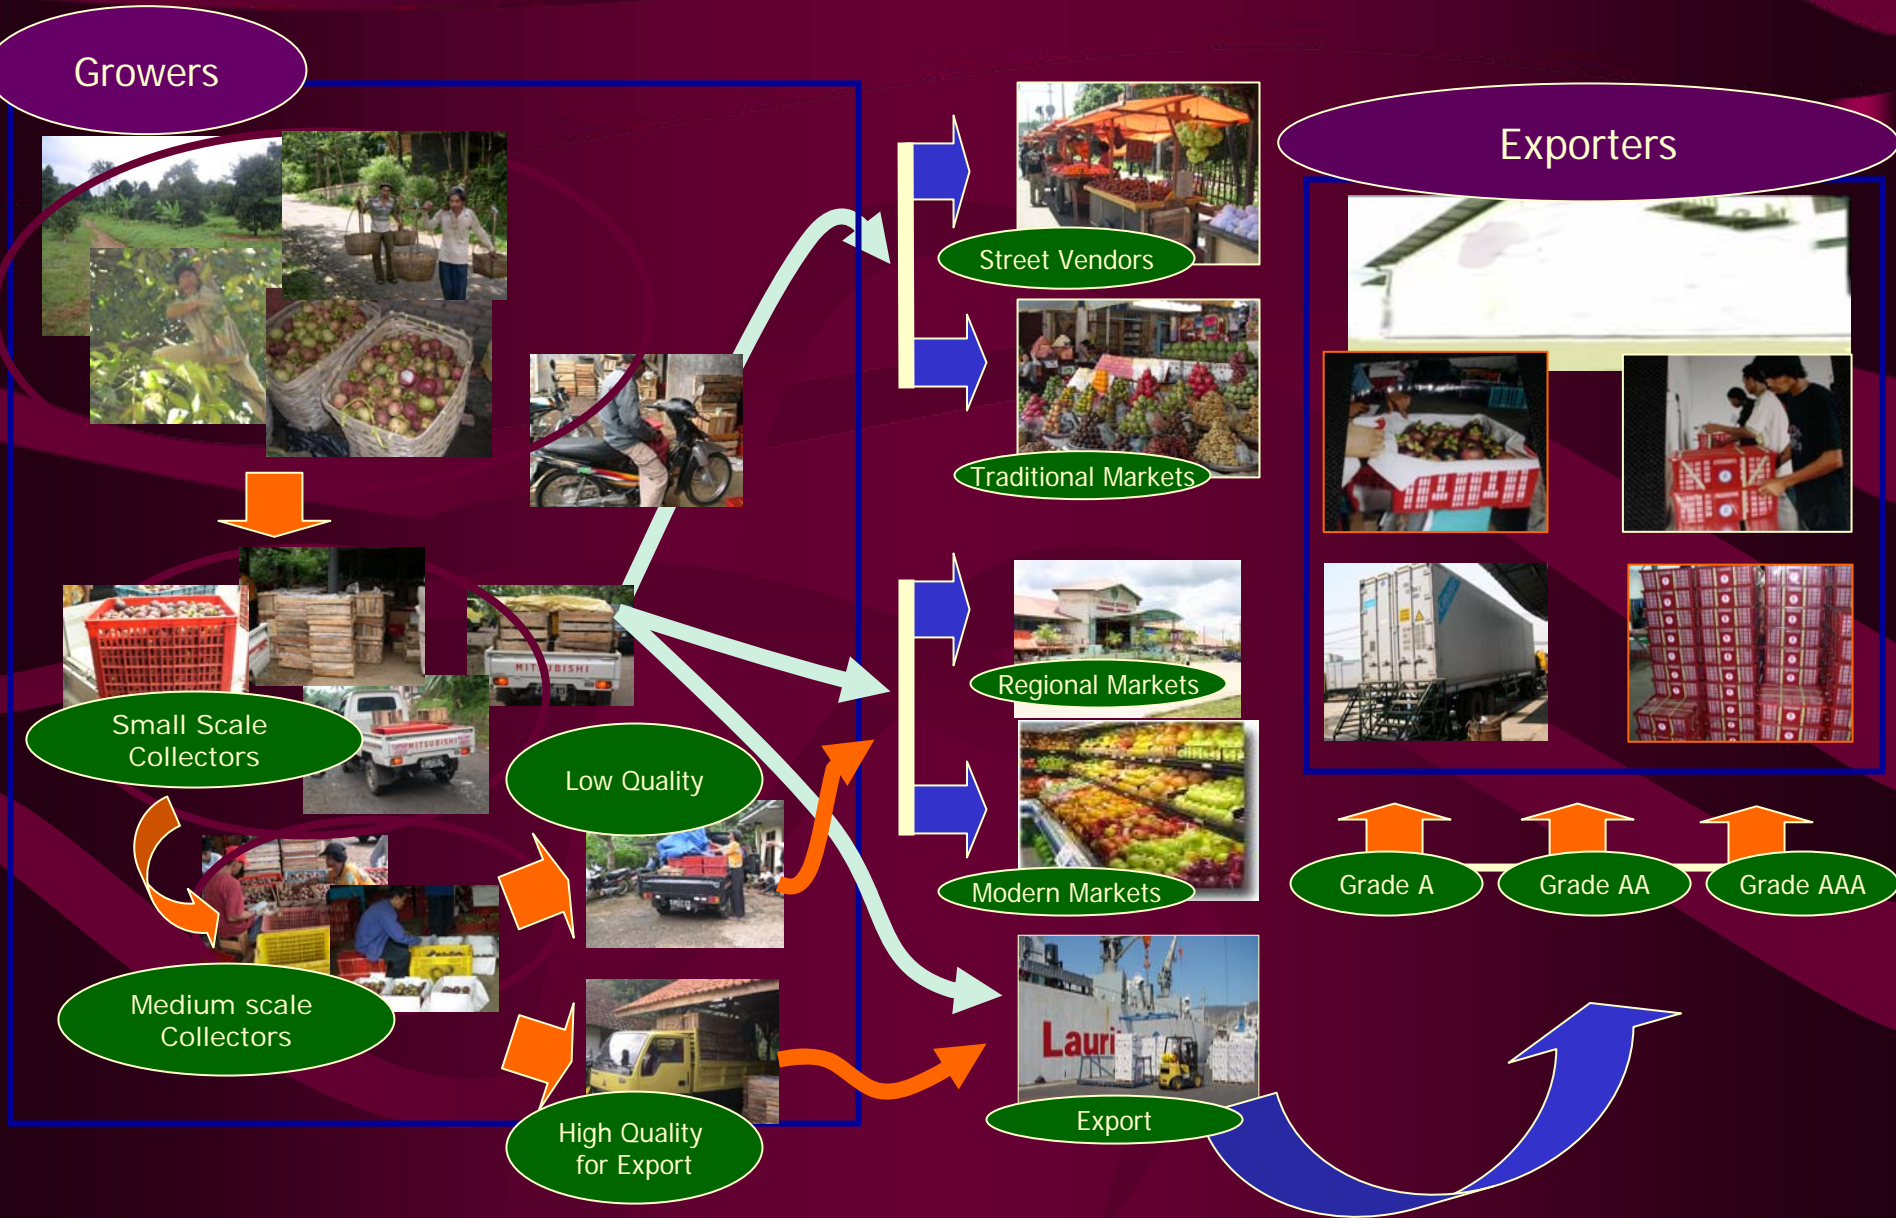 Growers
Exporters
Street Vendors
Traditional Markets
MITSUBISHI
Small Scale
Collectors
MITSUBISHI
Low Quality
Regional Markets
Modern Markets
Grade A
Grade AA
Grade AAA
Medium scale
Collectors
Lauri
High Quality
for Export
Export